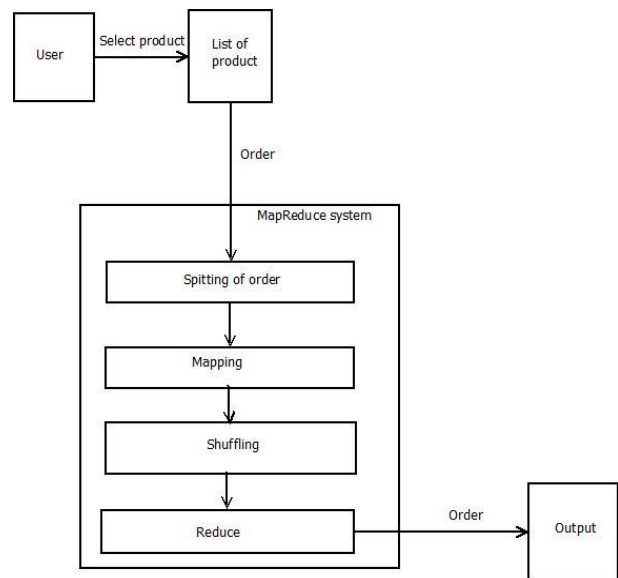 User
Select product
List of
product
Order
MapReduce system
Spitting of order
Mapping
Shuffling
Reduce
Order
Output